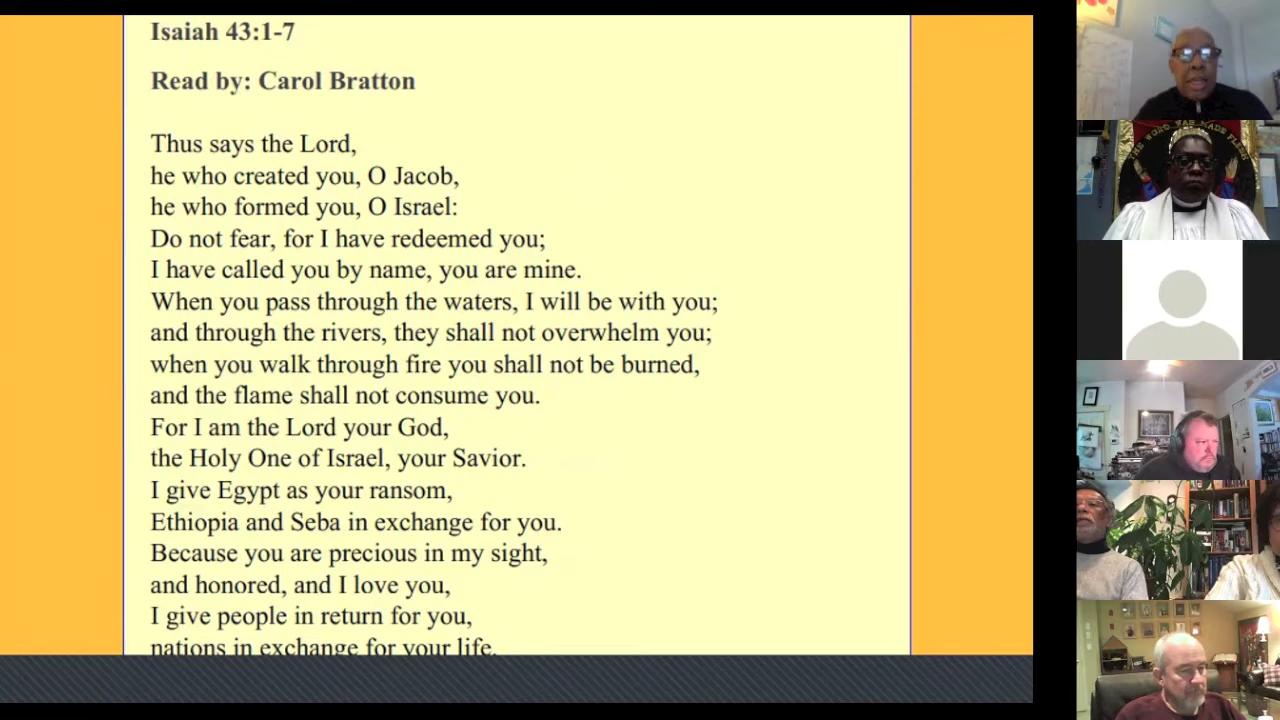 Isaiah 43:1-7
Read by: Carol Bratton
Thus says the Lord,
he who created you, O Jacob,
he who formed you, O Israel:
Do not fear, for I have redeemed you;
I have called you by name, you are mine.
When you pass through the waters, I will be with you;
and through the rivers, they shall not overwhelm you;
when you walk through fire you shall not be burned,
and the flame shall not consume you.
For I am the Lord your God,
the Holy One of Israel, your Savior.
I give Egypt as your ransom,
Ethiopia and Seba in exchange for you.
Because you are precious in my sight,
and honored, and I love you,
I give people in return for you,
nations in exchange for your life.
THE WORD WAS MADE FLESH